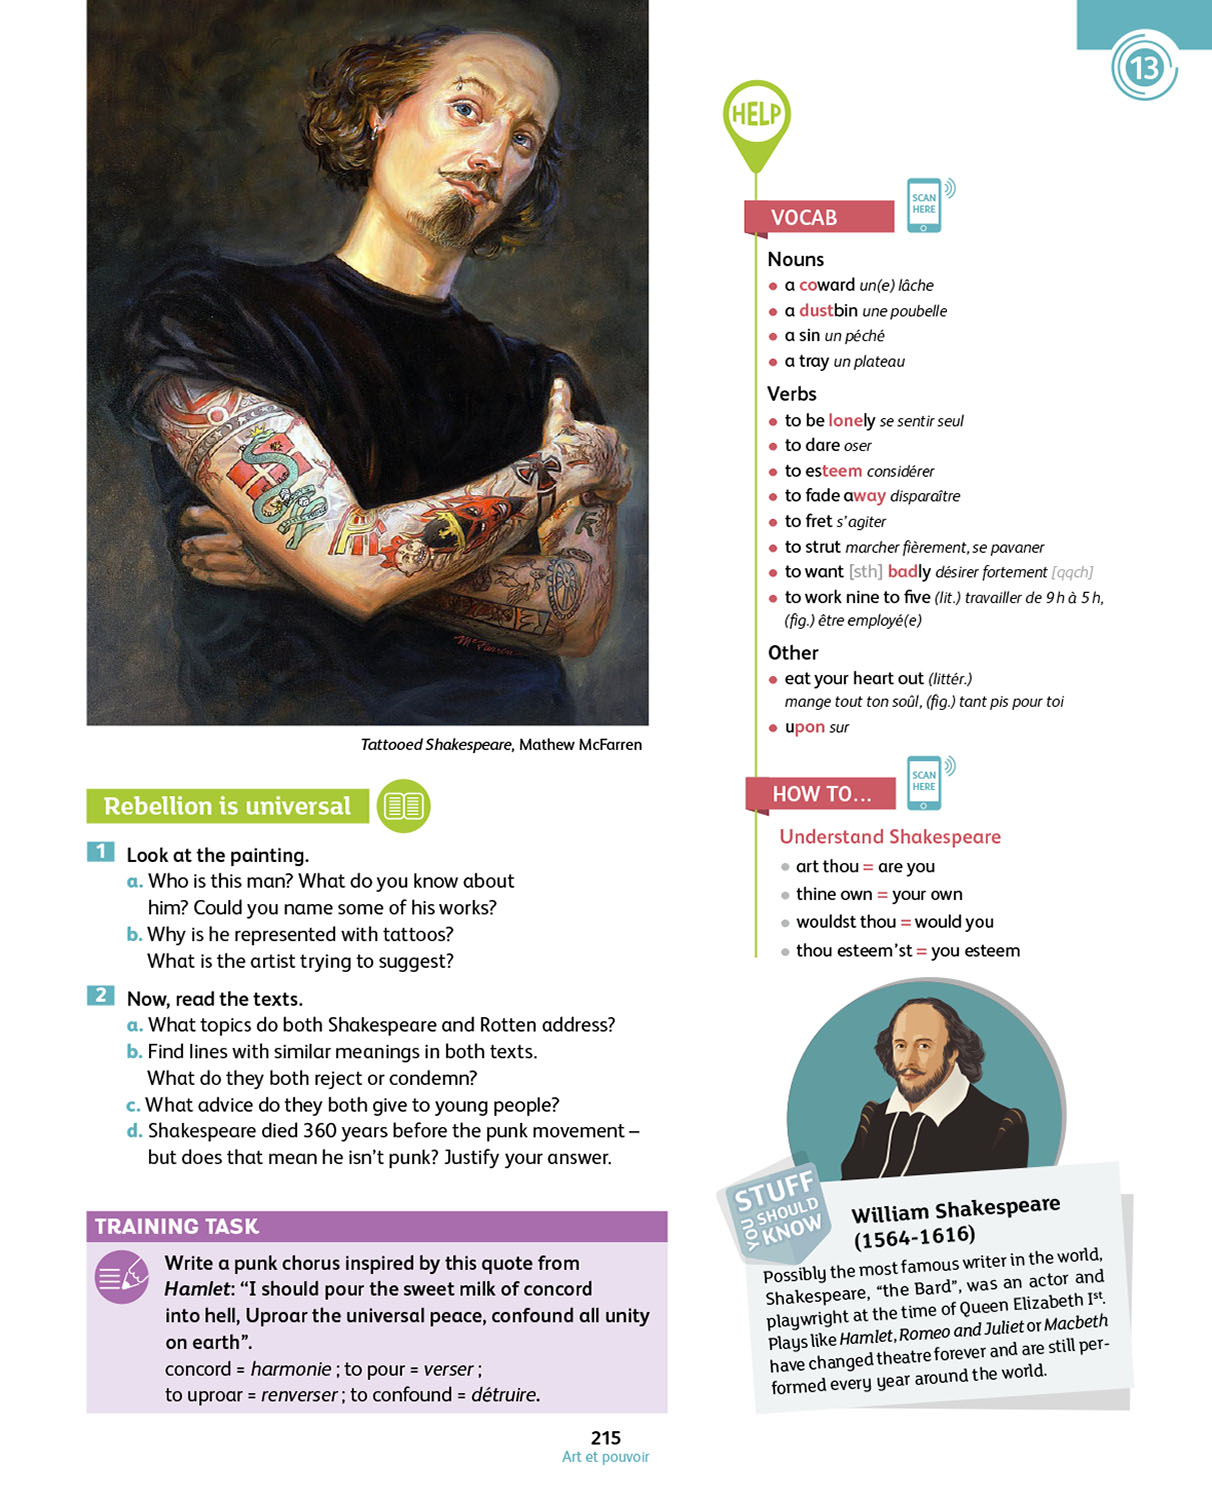 13
Tattooed Shakespeare, Mathew McFarren
Rebellion is universal
1 Look at the painting.
a. Who is this man? What do you know about
him? Could you name some of his works?
b. Why is he represented with tattoos?
What is the artist trying to suggest?
2 Now, read the texts.
a. What topics do both Shakespeare and Rotten address?
b. Find lines with similar meanings in both texts.
What do they both reject or condemn?
c. What advice do they both give to young people?
d. Shakespeare died 360 years before the punk movement –
but does that mean he isn’t punk? Justify your answer.
TRAINING TASK
Write a punk chorus inspired by this quote from
Hamlet: “I should pour the sweet milk of concord
into hell, Uproar the universal peace, confound all unity
on earth”.
concord = harmonie ; to pour = verser ;
to uproar = renverser ; to confound = détruire.
HELP
VOCAB
SCAN
HERE
Nouns
• a coward un(e) lâche
• a dustbin une poubelle
• a sin un péché
• a tray un plateau
Verbs
• to be lonely se sentir seul
• to dare oser
• to esteem considérer
• to fade away disparaître
• to fret s’agiter
• to strut marcher fièrement, se pavaner
• to want [sth] badly désirer fortement [qqch]
• to work nine to five (lit.) travailler de 9 h à 5 h,
(fig.) être employé(e)
Other
• eat your heart out (littér.)
mange tout ton soûl, (fig.) tant pis pour toi
• upon sur
HOW TO...
SCAN
HERE
Understand Shakespeare
• art thou = are you
• thine own = your own
• wouldst thou = would you
• thou esteem’st = you esteem
STUFF
YOU SHOULD
KNOW
William Shakespeare
(1564-1616)
Possibly the most famous writer in the world,
Shakespeare, “the Bard”, was an actor and
playwright at the time of Queen Elizabeth Ist.
Plays like Hamlet, Romeo and Juliet or Macbeth
have changed theatre forever and are still per-
formed every year around the world.
215
Art et pouvoir